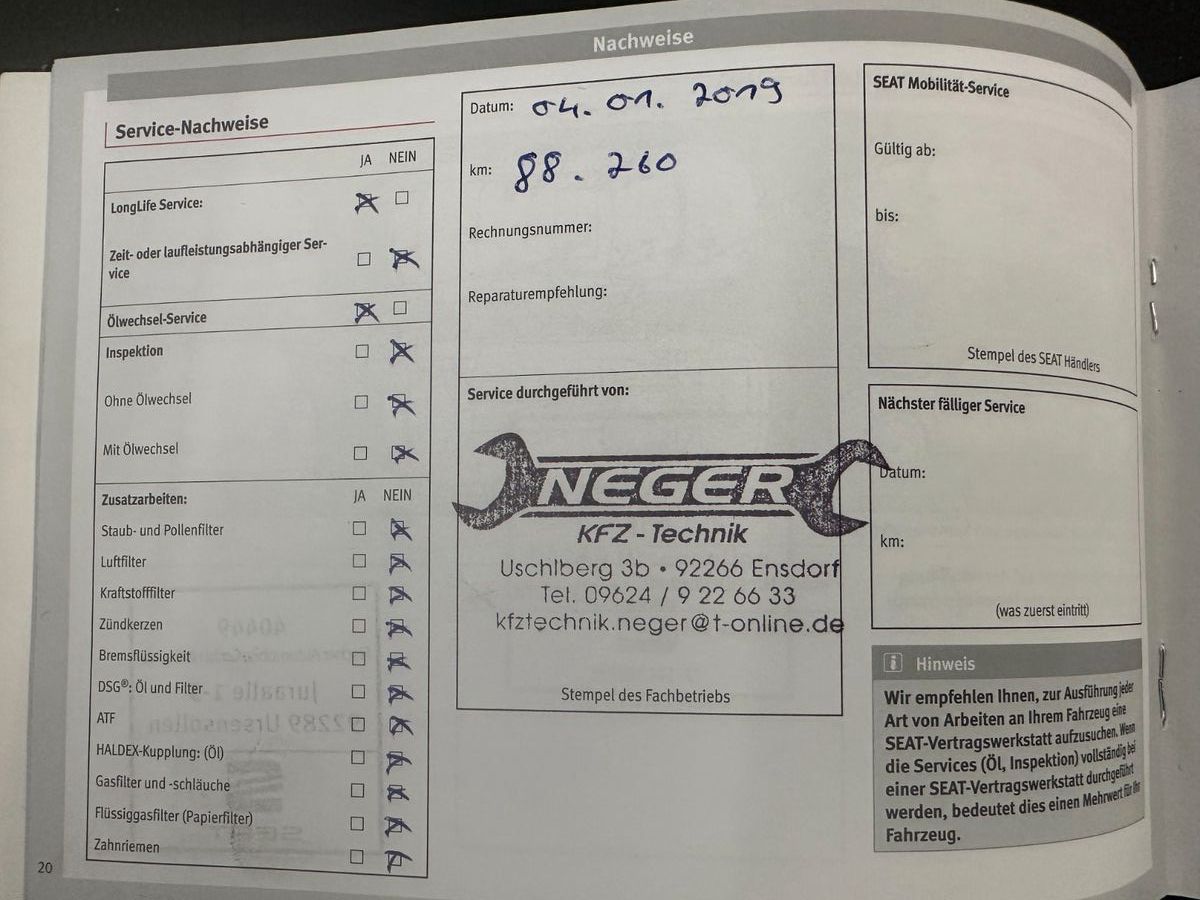 Nachweise
Service-Nachweise
JA NEIN
LongLife Service:
Zeit- oder laufleistungsabhängiger Ser-
vice
Ölwechsel-Service
Inspektion
Ohne Ölwechsel
Mit Ölwechsel
Zusatzarbeiten: JA NEIN
Staub- und Pollenfilter
Luftfilter
Kraftstofffilter
Zündkerzen
Bremsflüssigkeit
DSG®: Öl und Filter
ATF
HALDEX-Kupplung: (Öl)
Gasfilter und -schläuche
Flüssiggasfilter (Papierfilter)
Zahnriemen
20
Datum: 04. 01. 2019
km: 88. 260
Rechnungsnummer:
Reparaturempfehlung:
Service durchgeführt von:
NEGER
KFZ - Technik
Uschlberg 3b • 92266 Ensdorf
Tel. 09624 / 9 22 66 33
kfztechnik.neger@t-online.de
Stempel des Fachbetriebs
SEAT Mobilität-Service
Gültig ab:
bis:
Stempel des SEAT Händlers
Nächster fälliger Service
Datum:
km:
(was zuerst eintritt)
i Hinweis
Wir empfehlen Ihnen, zur Ausführung jeder
Art von Arbeiten an Ihrem Fahrzeug eine
SEAT-Vertragswerkstatt aufzusuchen. Wenn
die Services (Öl, Inspektion) vollständig bei
einer SEAT-Vertragswerkstatt durchgeführt
werden, bedeutet dies einen Mehrwert für Ihr
Fahrzeug.